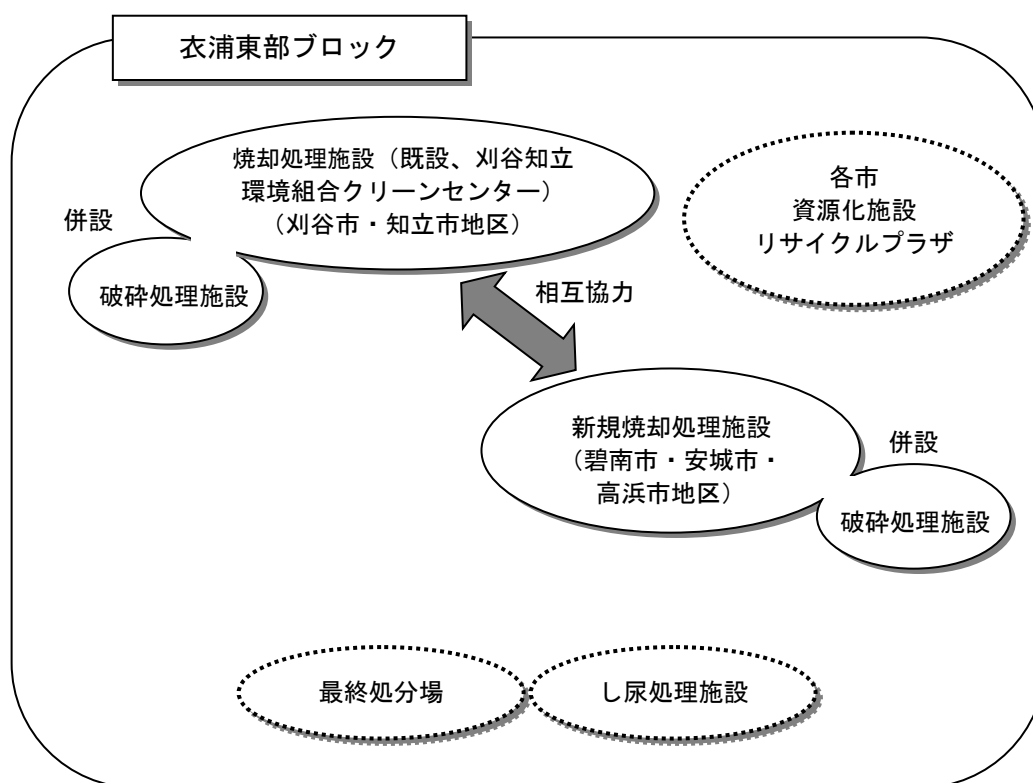 衣浦東部ブロック
焼却処理施設（既設、刈谷知立
環境組合クリーンセンター）
（刈谷市・知立市地区）
各市
資源化施設
リサイクルプラザ
併設
破砕処理施設
相互協力
新規焼却処理施設
（碧南市・安城市・
高浜市地区）
併設
破砕処理施設
最終処分場
し尿処理施設